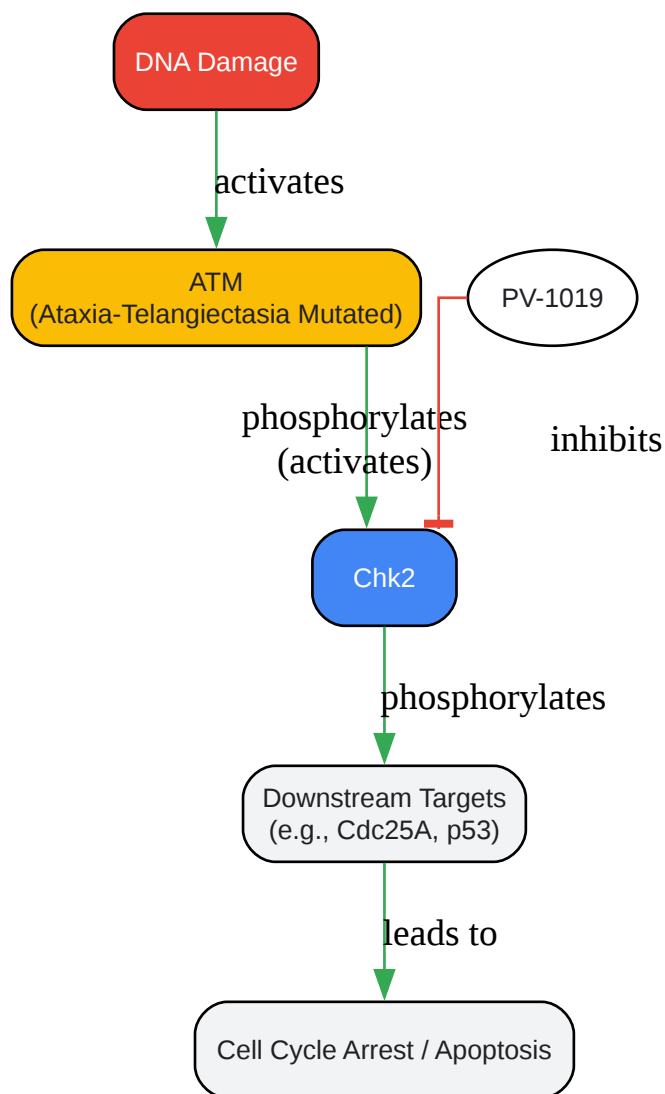 DNA Damage
activates
ATM
(Ataxia-Telangiectasia Mutated)
PV-1019
phosphorylates
(activates)
inhibits
Chk2
phosphorylates
Downstream Targets
(e.g., Cdc25A, p53)
leads to
Cell Cycle Arrest / Apoptosis